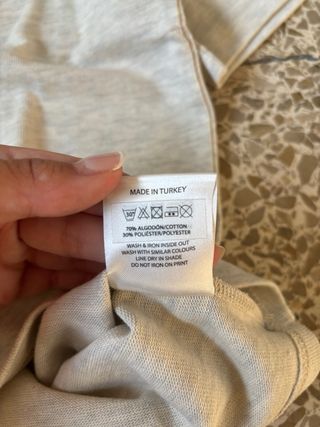 MADE IN TURKEY
30°
70% ALGODÓN/COTTON
30% POLIÉSTER/POLYESTER
WASH & IRON INSIDE OUT
WASH WITH SIMILAR COLOURS
LINE DRY IN SHADE
DO NOT IRON ON PRINT